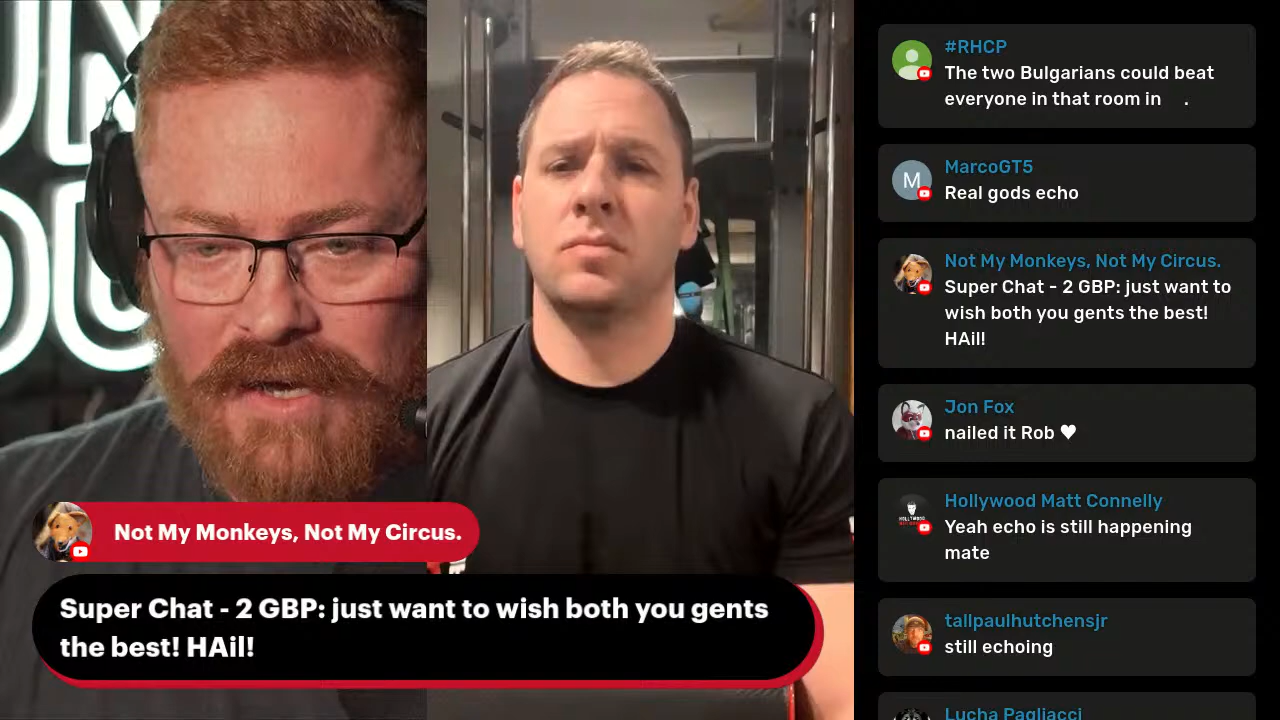 #RHCP
The two Bulgarians could beat
everyone in that room in .
M
MarcoGT5
Real gods echo
Not My Monkeys, Not My Circus.
Super Chat - 2 GBP: just want to
wish both you gents the best!
HAil!
Jon Fox
nailed it Rob ♥
Hollywood Matt Connelly
Yeah echo is still happening
mate
tallpaulhutchensjr
still echoing
Lucha Pagliacci
Not My Monkeys, Not My Circus.
Super Chat - 2 GBP: just want to wish both you gents
the best! HAil!